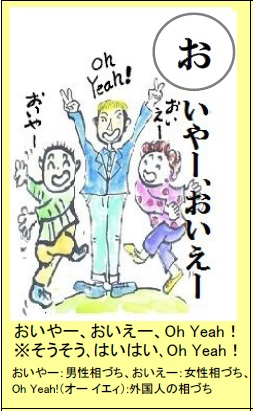 お
いやー、おいえー
Oh
Yeah!
おいやー
おいえー
おいやー、おいえー、Oh Yeah！
※そうそう、はいはい、Oh Yeah！
おいやー：男性相づち、おいえー：女性相づち、
Oh Yeah!（オー イエィ）：外国人の相づち